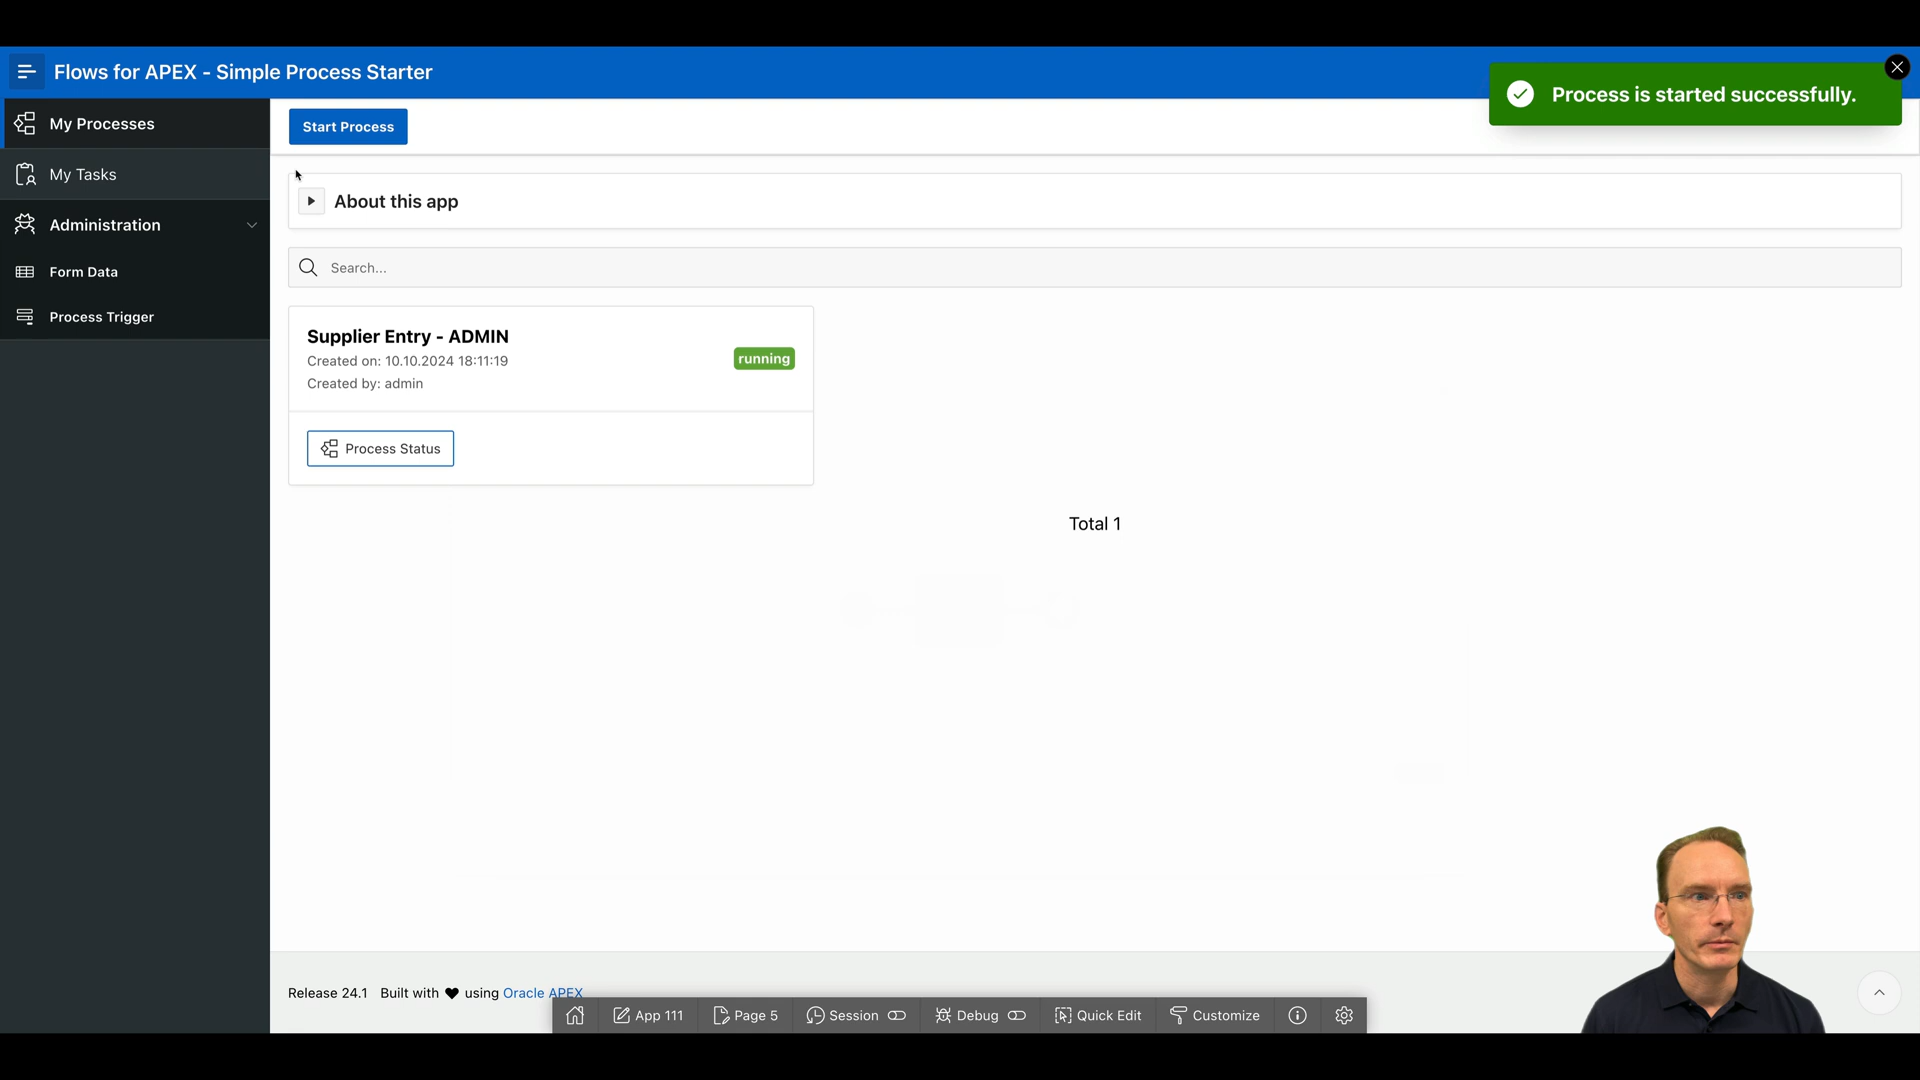 Flows for APEX - Simple Process Starter
Process is started successfully.
My Processes
Start Process
My Tasks
About this app
Administration
Search...
Form Data
Process Trigger
Supplier Entry - ADMIN
Created on: 10.10.2024 18:11:19
running
Created by: admin
Process Status
Total 1
Release 24.1 Built with ♥ using Oracle APEX
App 111
Page 5
Session
Debug
Quick Edit
Customize